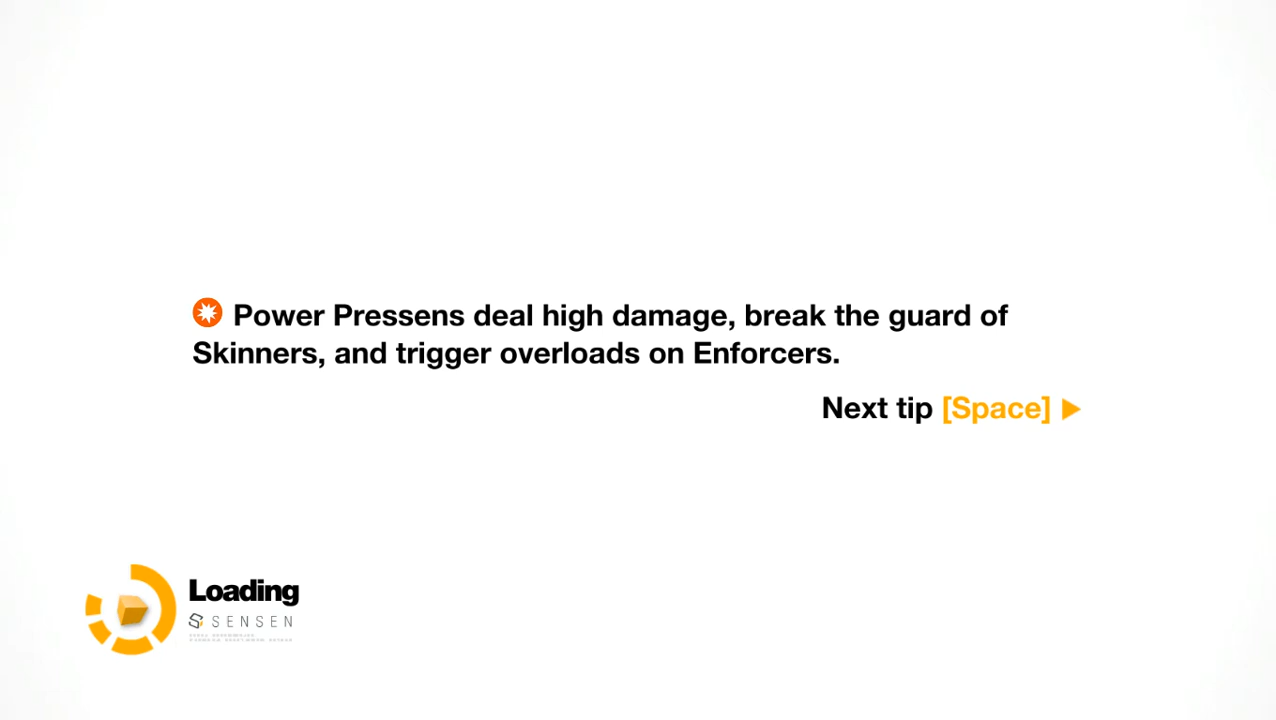 Power Pressens deal high damage, break the guard of
Skinners, and trigger overloads on Enforcers.
Next tip [Space]
Loading
SENSEN